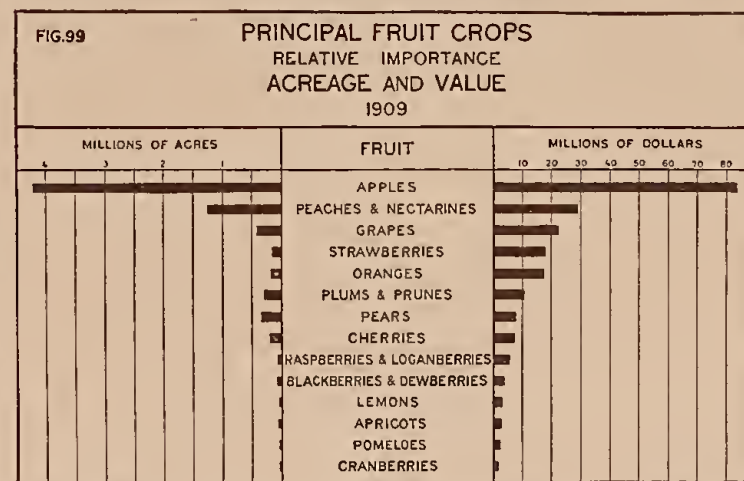 FIG.99
PRINCIPAL FRUIT CROPS
RELATIVE IMPORTANCE
ACREAGE AND VALUE
1909
MILLIONS OF ACRES
FRUIT
MILLIONS OF DOLLARS
4 3 2 1
10 20 30 40 50 60 70 80
APPLES
PEACHES & NECTARINES
GRAPES
STRAWBERRIES
ORANGES
PLUMS & PRUNES
PEARS
CHERRIES
RASPBERRIES & LOGANBERRIES
BLACKBERRIES & DEWBERRIES
LEMONS
APRICOTS
POMELOES
CRANBERRIES